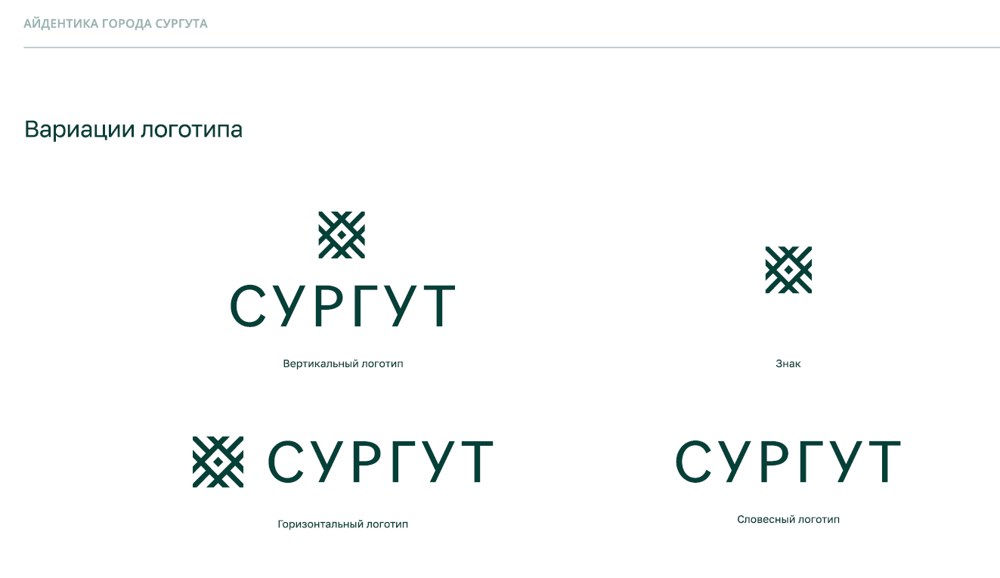 АЙДЕНТИКА ГОРОДА СУРГУТА
Вариации логотипа
СУРГУТ
Вертикальный логотип
Знак
СУРГУТ
Горизонтальный логотип
СУРГУТ
Словесный логотип